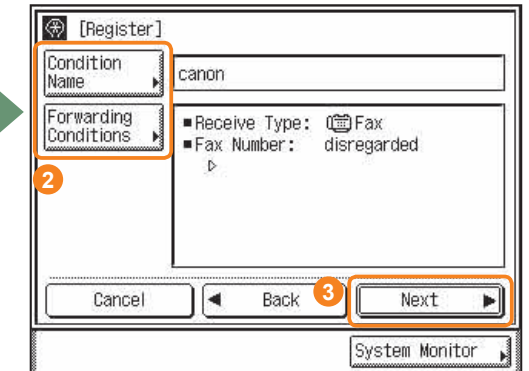 [Register]
Condition
Name
canon
Forwarding
Conditions
■Receive Type: Fax
■Fax Number: disregarded
2
3
Cancel
Back
Next
System Monitor